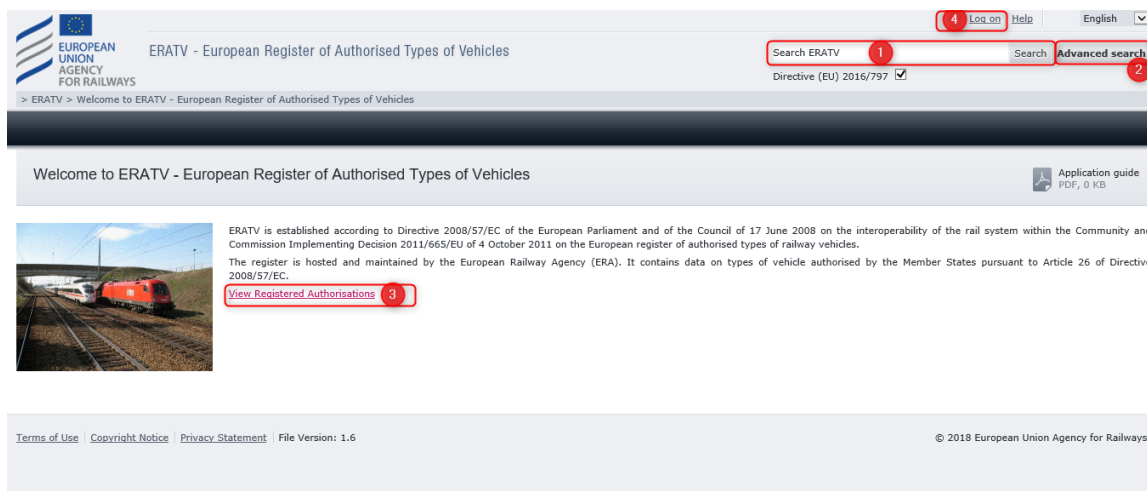 4 Log on Help English
EUROPEAN
UNION
AGENCY
FOR RAILWAYS
ERATV - European Register of Authorised Types of Vehicles
Search ERATV 1 Search Advanced search
2
Directive (EU) 2016/797
> ERATV > Welcome to ERATV - European Register of Authorised Types of Vehicles
Welcome to ERATV - European Register of Authorised Types of Vehicles
Application guide
PDF, 0 KB
ERATV is established according to Directive 2008/57/EC of the European Parliament and of the Council of 17 June 2008 on the interoperability of the rail system within the Community and
Commission Implementing Decision 2011/665/EU of 4 October 2011 on the European register of authorised types of railway vehicles.
The register is hosted and maintained by the European Railway Agency (ERA). It contains data on types of vehicle authorised by the Member States pursuant to Article 26 of Directive
2008/57/EC.
View Registered Authorisations 3
Terms of Use Copyright Notice Privacy Statement File Version: 1.6
© 2018 European Union Agency for Railways